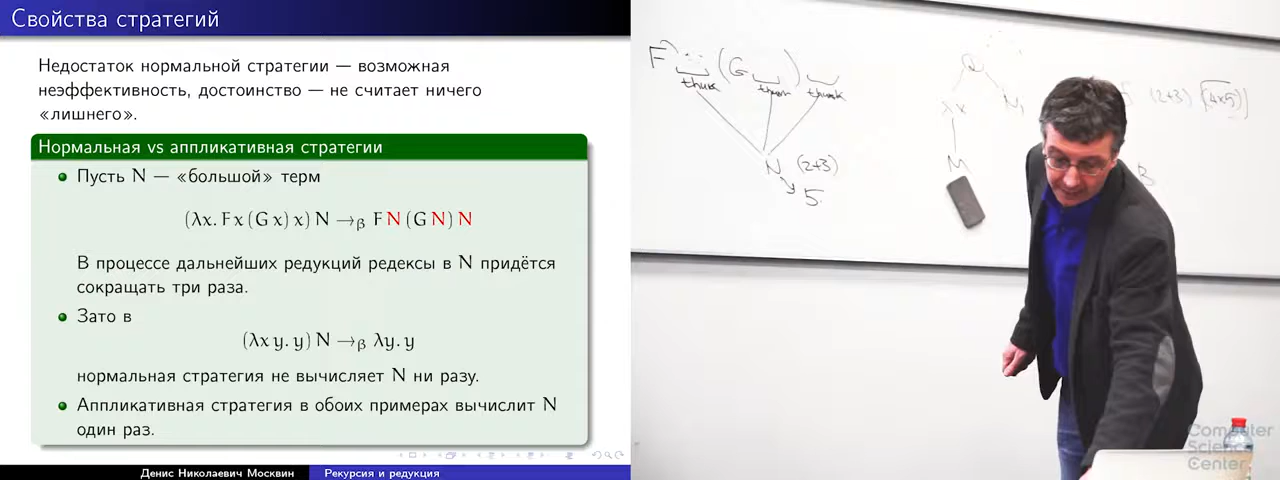 Свойства стратегий
Недостаток нормальной стратегии — возможная
неэффективность, достоинство — не считает ничего
«лишнего».
Нормальная vs аппликативная стратегии
Пусть N — «большой» терм
(λx. F x (G x) x) N →β F N (G N) N
В процессе дальнейших редукций редексы в N придётся
сокращать три раза.
Зато в
(λx y. y) N →β λy. y
нормальная стратегия не вычисляет N ни разу.
Аппликативная стратегия в обоих примерах вычислит N
один раз.
Денис Николаевич Москвин Рекурсия и редукция
F (G )
thunk thunk thunk
N (2+3)
5
@
λx N₁
M
(2+3) (4×5)
B
Computer
Science
Center